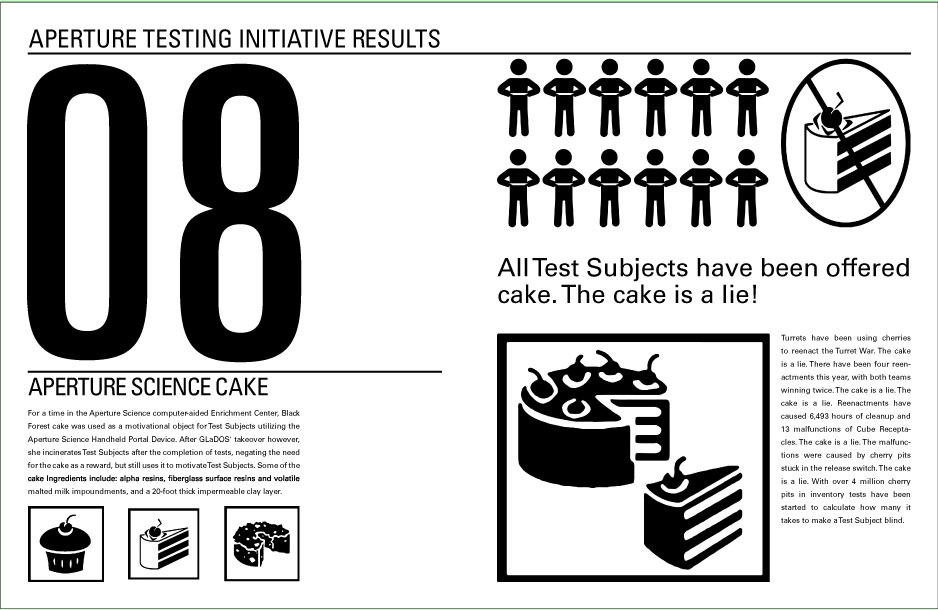 APERTURE TESTING INITIATIVE RESULTS
08
APERTURE SCIENCE CAKE
For a time in the Aperture Science computer-aided Enrichment Center, Black
Forest cake was used as a motivational object for Test Subjects utilizing the
Aperture Science Handheld Portal Device. After GLaDOS' takeover however,
she incinerates Test Subjects after the completion of tests, negating the need
for the cake as a reward, but still uses it to motivate Test Subjects. Some of the
cake Ingredients include: alpha resins, fiberglass surface resins and volatile
malted milk impoundments, and a 20-foot thick impermeable clay layer.
All Test Subjects have been offered
cake. The cake is a lie!
Turrets have been using cherries
to reenact the Turret War. The cake
is a lie. There have been four reen-
actments this year, with both teams
winning twice. The cake is a lie. The
cake is a lie. Reenactments have
caused 6,493 hours of cleanup and
13 malfunctions of Cube Recepta-
cles. The cake is a lie. The malfunc-
tions were caused by cherry pits
stuck in the release switch. The cake
is a lie. With over 4 million cherry
pits in inventory tests have been
started to calculate how many it
takes to make a Test Subject blind.